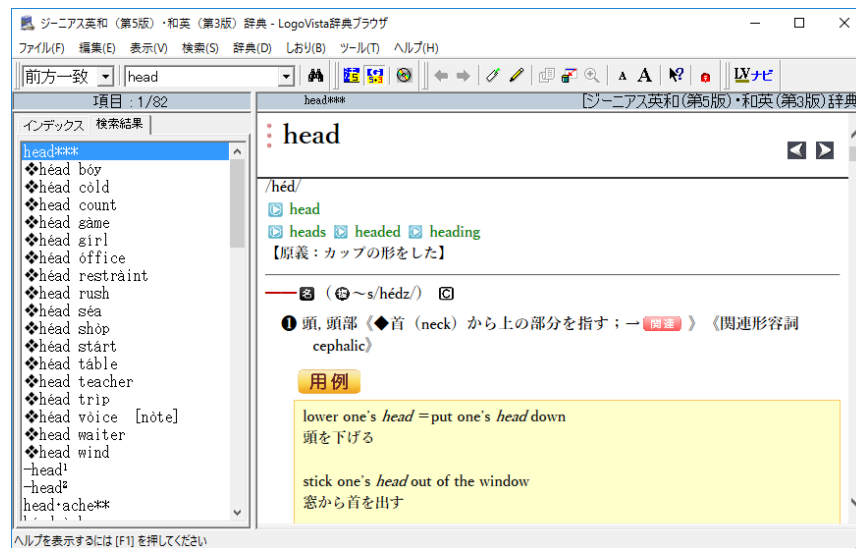 ジーニアス英和（第5版）・和英（第3版）辞典 - LogoVista辞典ブラウザ
ファイル(F) 編集(E) 表示(V) 検索(S) 辞典(D) しおり(B) ツール(T) ヘルプ(H)
前方一致 head LVナビ
項目 : 1/82 head*** [ジーニアス英和(第5版)・和英(第3版)辞典
インデックス 検索結果
head***
❖héad bóy
❖héad còld
❖héad count
❖héad gàme
❖héad gírl
❖héad óffice
❖héad restràint
❖héad rush
❖héad séa
❖héad shòp
❖héad stárt
❖héad táble
❖héad teacher
❖héad trìp
❖héad vòice [nòte]
❖héad waiter
❖héad wind
-head¹
-head²
head·ache**
head
/héd/
head
heads headed heading
【原義：カップの形をした】
名 (複～s/hédz/) C
❶ 頭, 頭部《◆首（neck）から上の部分を指す；→ 関連 》《関連形容詞
cephalic》
用例
lower one's head =put one's head down
頭を下げる
stick one's head out of the window
窓から首を出す
ヘルプを表示するには [F1] を押してください